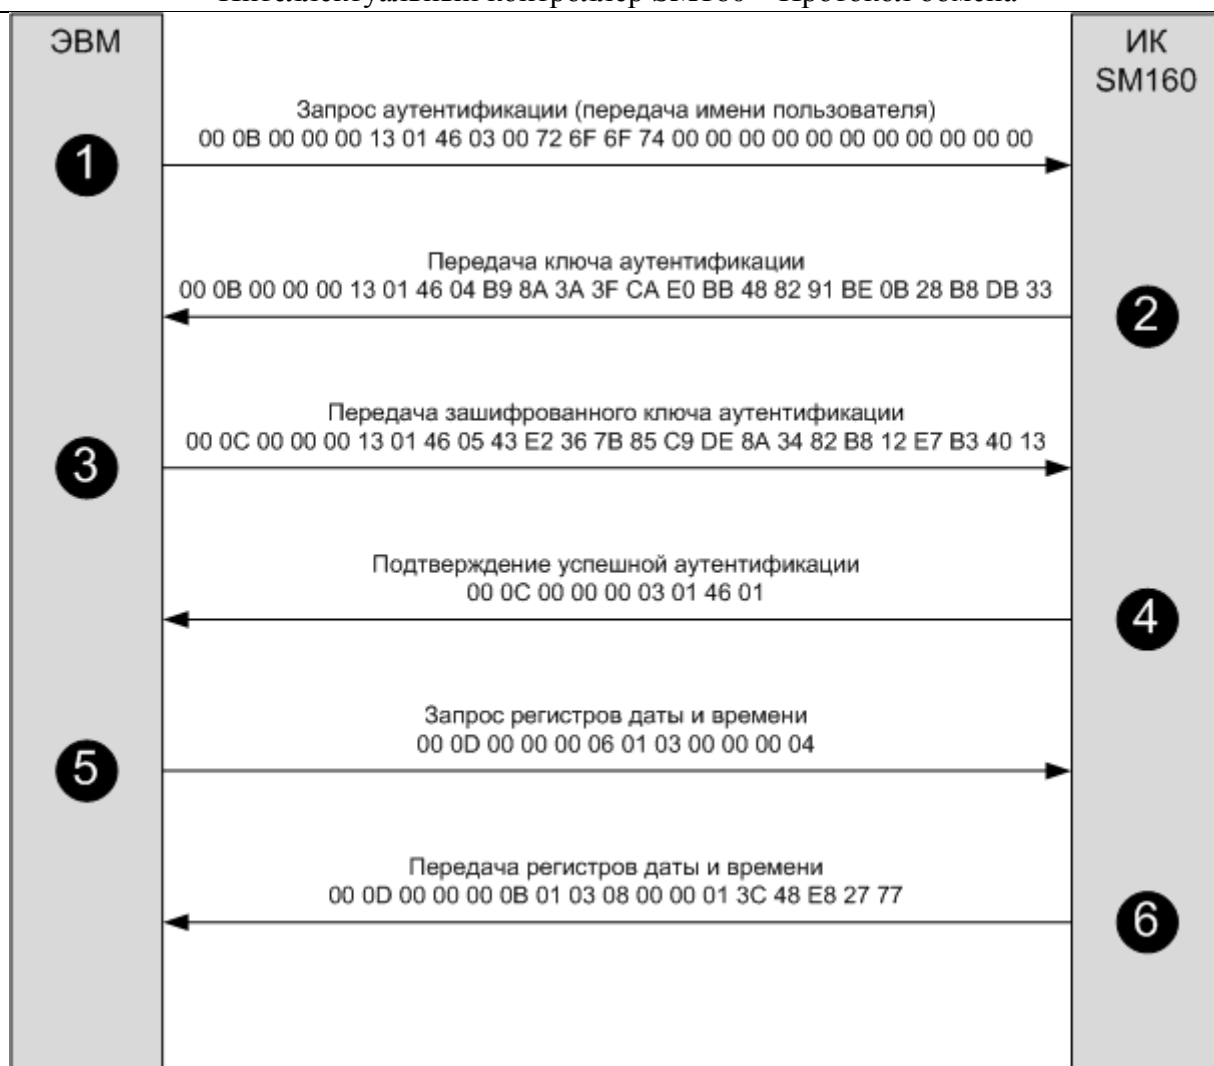 Интеллектуальный контроллер SM160 – Протокол обмена
ЭВМ
ИК
SM160
Запрос аутентификации (передача имени пользователя)
00 0B 00 00 00 13 01 46 03 00 72 6F 6F 74 00 00 00 00 00 00 00 00 00 00 00
1
Передача ключа аутентификации
00 0B 00 00 00 13 01 46 04 B9 8A 3A 3F CA E0 BB 48 82 91 BE 0B 28 B8 DB 33
2
Передача зашифрованного ключа аутентификации
00 0C 00 00 00 13 01 46 05 43 E2 36 7B 85 C9 DE 8A 34 82 B8 12 E7 B3 40 13
3
Подтверждение успешной аутентификации
00 0C 00 00 00 03 01 46 01
4
Запрос регистров даты и времени
00 0D 00 00 00 06 01 03 00 00 00 04
5
Передача регистров даты и времени
00 0D 00 00 00 0B 01 03 08 00 00 01 3C 48 E8 27 77
6